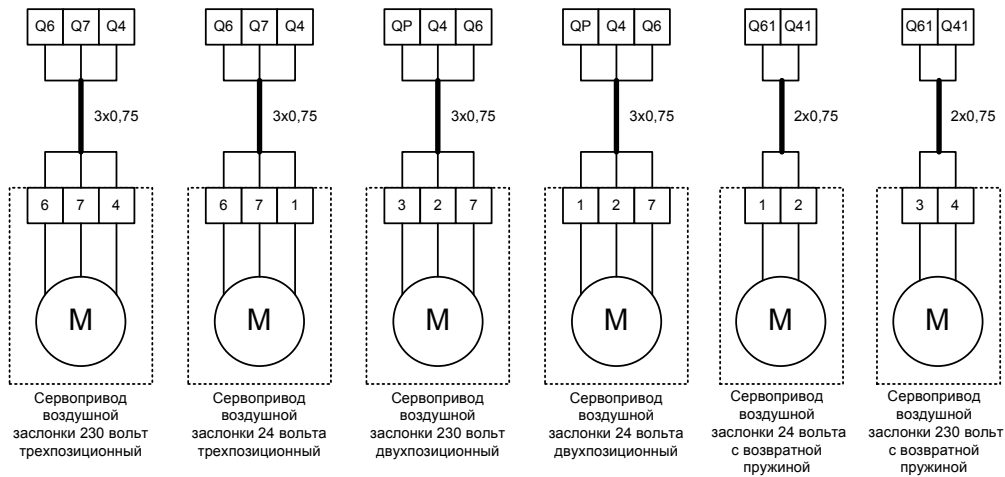 Q6 Q7 Q4 Q6 Q7 Q4 QP Q4 Q6 QP Q4 Q6 Q61 Q41 Q61 Q41
3x0,75 3x0,75 3x0,75 3x0,75 2x0,75 2x0,75
6 7 4 6 7 1 3 2 7 1 2 7 1 2 3 4
M M M M M M
Сервопривод
воздушной
заслонки 230 вольт
трехпозиционный
Сервопривод
воздушной
заслонки 24 вольта
трехпозиционный
Сервопривод
воздушной
заслонки 230 вольт
двухпозиционный
Сервопривод
воздушной
заслонки 24 вольта
двухпозиционный
Сервопривод
воздушной
заслонки 24 вольта
с возвратной
пружиной
Сервопривод
воздушной
заслонки 230 вольт
с возвратной
пружиной